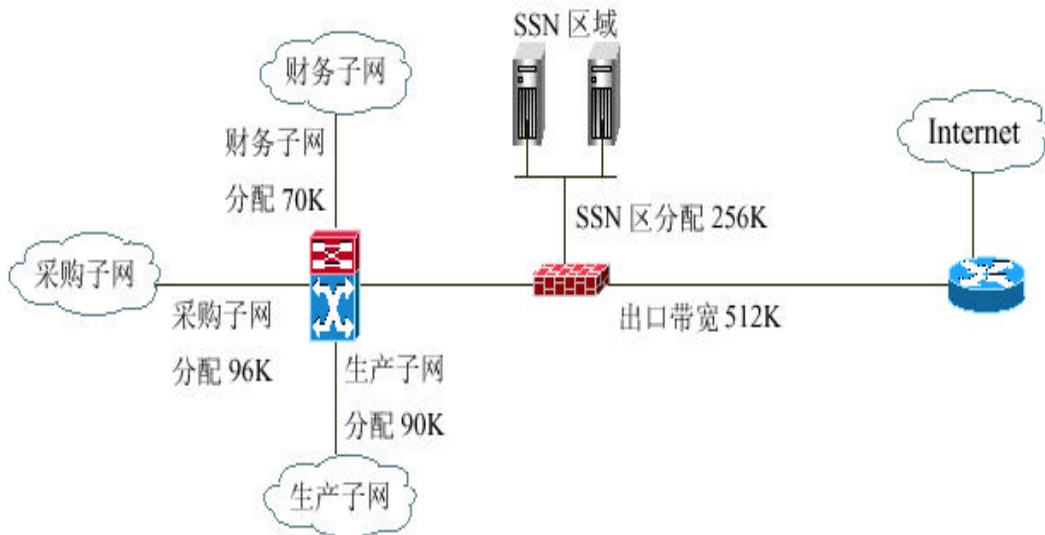 SSN 区域
财务子网
Internet
财务子网
分配 70K
SSN 区分配 256K
采购子网
采购子网
分配 96K
出口带宽 512K
生产子网
分配 90K
生产子网